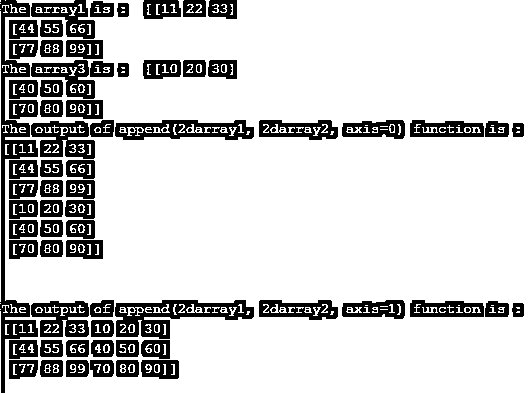 The array1 is :  [[11 22 33]
 [44 55 66]
 [77 88 99]]
The array3 is :  [[10 20 30]
 [40 50 60]
 [70 80 90]]
The output of append(2darray1, 2darray2, axis=0) function is :
[[11 22 33]
 [44 55 66]
 [77 88 99]
 [10 20 30]
 [40 50 60]
 [70 80 90]]
The output of append(2darray1, 2darray2, axis=1) function is :
[[11 22 33 10 20 30]
 [44 55 66 40 50 60]
 [77 88 99 70 80 90]]